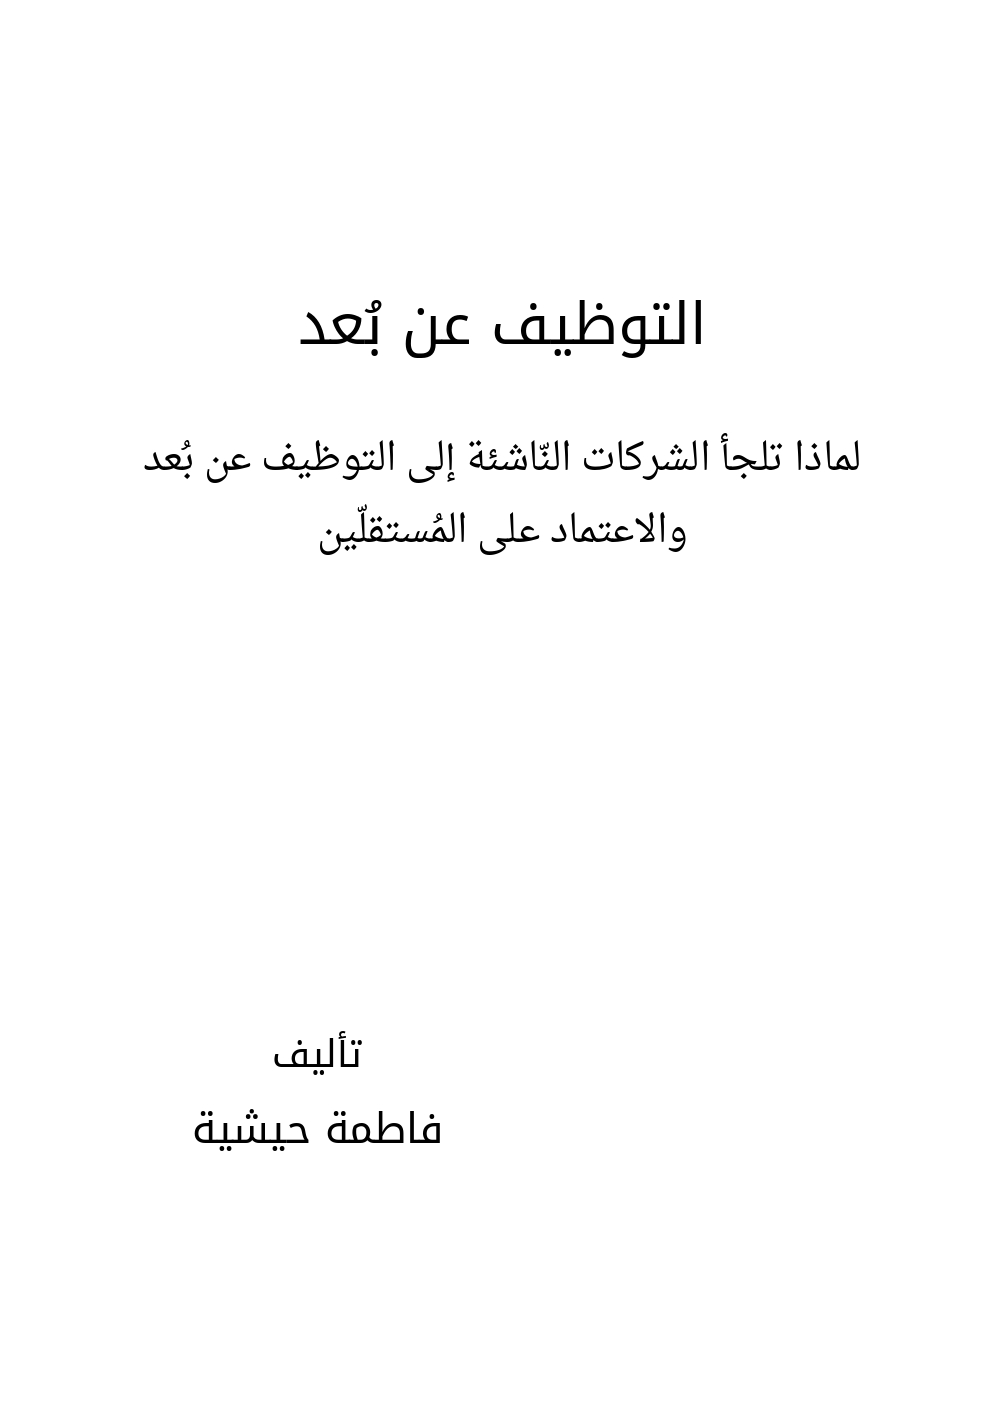 التوظيف عن بُعد
لماذا تلجأ الشركات النّاشئة إلى التوظيف عن بُعد
والاعتماد على المُستقلّين
تأليف
فاطمة حيشية